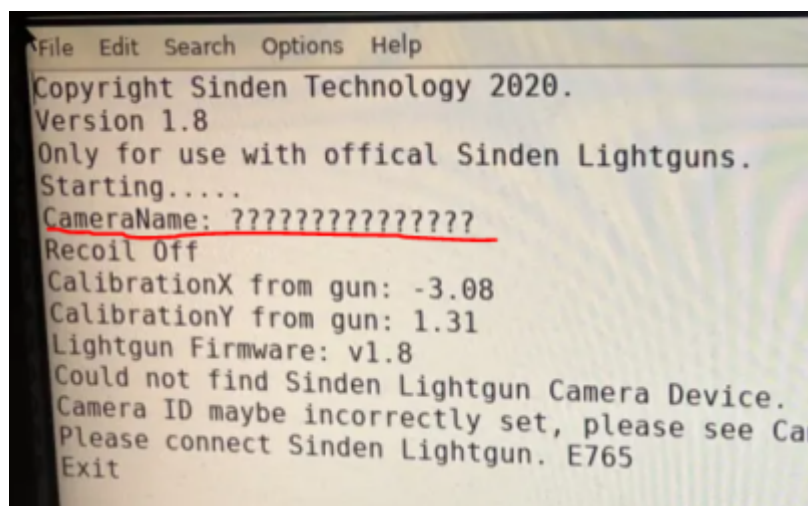 File Edit Search Options Help
Copyright Sinden Technology 2020.
Version 1.8
Only for use with offical Sinden Lightguns.
Starting.....
CameraName: ???????????????
Recoil Off
CalibrationX from gun: -3.08
CalibrationY from gun: 1.31
Lightgun Firmware: v1.8
Could not find Sinden Lightgun Camera Device.
Camera ID maybe incorrectly set, please see
Please connect Sinden Lightgun. E765
Exit